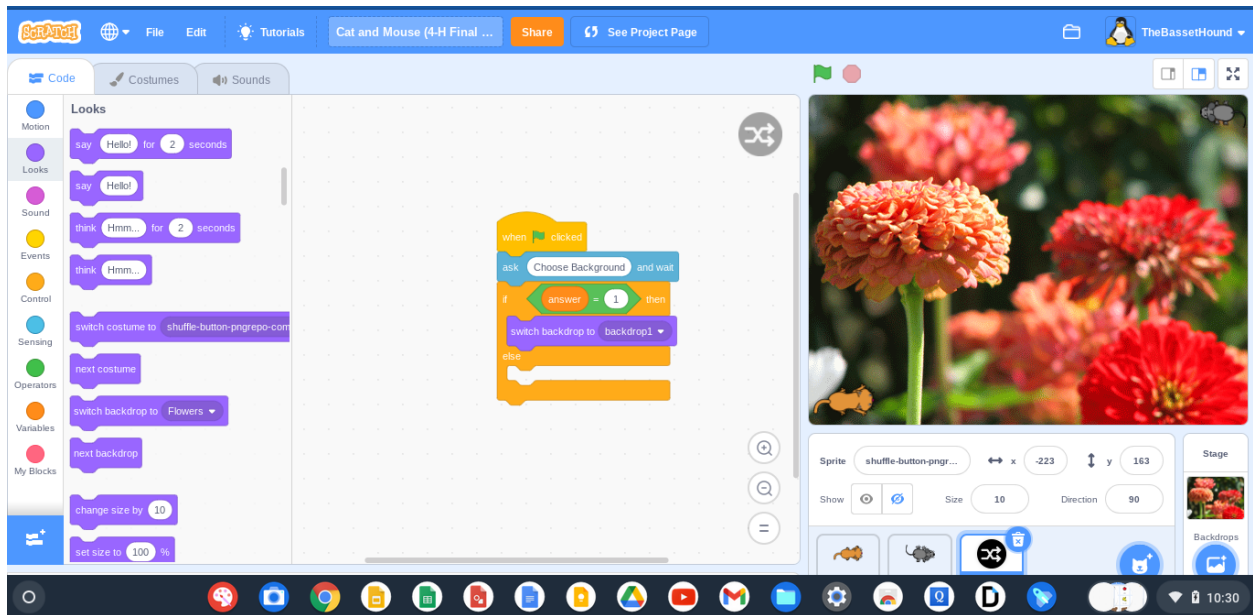 SCRATCH File Edit Tutorials Cat and Mouse (4-H Final ... Share See Project Page TheBassetHound
Code Costumes Sounds
Looks
Motion
Looks
Sound
Events
Control
Sensing
Operators
Variables
My Blocks
say Hello! for 2 seconds
say Hello!
think Hmm... for 2 seconds
think Hmm...
switch costume to shuffle-button-pngrepo-com
next costume
switch backdrop to Flowers
next backdrop
change size by 10
set size to 100 %
when clicked
ask Choose Background and wait
if answer = 1 then
switch backdrop to backdrop1
else
Sprite shuffle-button-pngr... x -223 y 163
Show Size 10 Direction 90
Stage
Backdrops
10:30